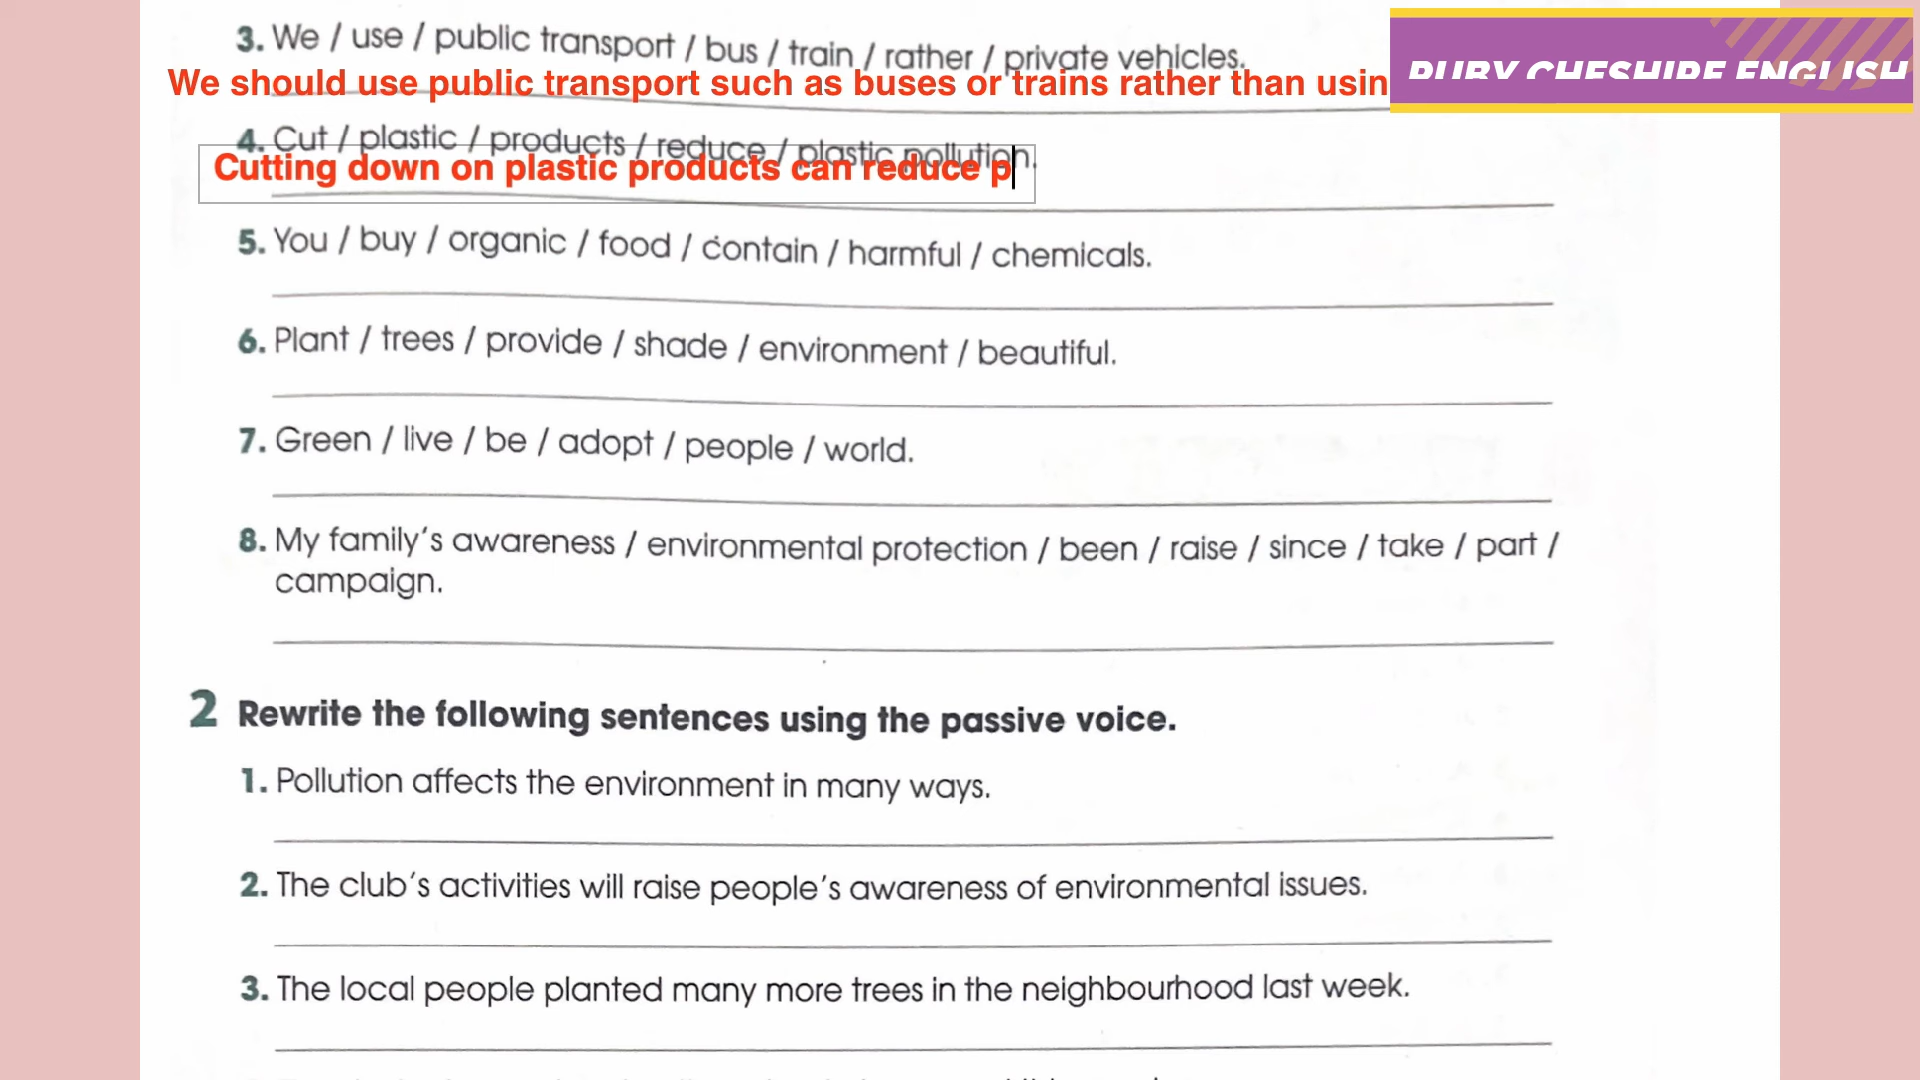 3. We / use / public transport / bus / train / rather / private vehicles.
We should use public transport such as buses or trains rather than usin
RUBY CHESHIRE ENGLISH
4. Cut / plastic / products / reduce / plastic pollution.
Cutting down on plastic products can reduce p
5. You / buy / organic / food / contain / harmful / chemicals.
6. Plant / trees / provide / shade / environment / beautiful.
7. Green / live / be / adopt / people / world.
8. My family's awareness / environmental protection / been / raise / since / take / part /
campaign.
2 Rewrite the following sentences using the passive voice.
1. Pollution affects the environment in many ways.
2. The club's activities will raise people's awareness of environmental issues.
3. The local people planted many more trees in the neighbourhood last week.